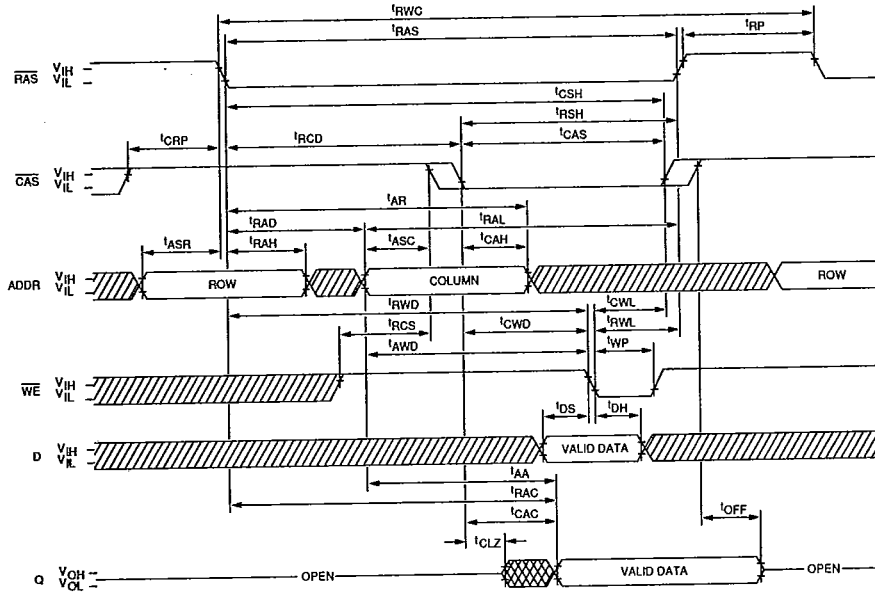 tRWC
tRAS
tRP
RAS VIH
VIL
tCSH
tRSH
tCRP
tRCD
tCAS
CAS VIH
VIL
tAR
tRAD
tRAL
tASR
tRAH
tASC
tCAH
ADDR VIH
VIL
ROW
COLUMN
ROW
tRWD
tCWL
tRCS
tCWD
tRWL
tAWD
tWP
WE VIH
VIL
tDS
tDH
D VIH
VIL
VALID DATA
tAA
tRAC
tCAC
tOFF
tCLZ
Q VOH
VOL
OPEN
VALID DATA
OPEN